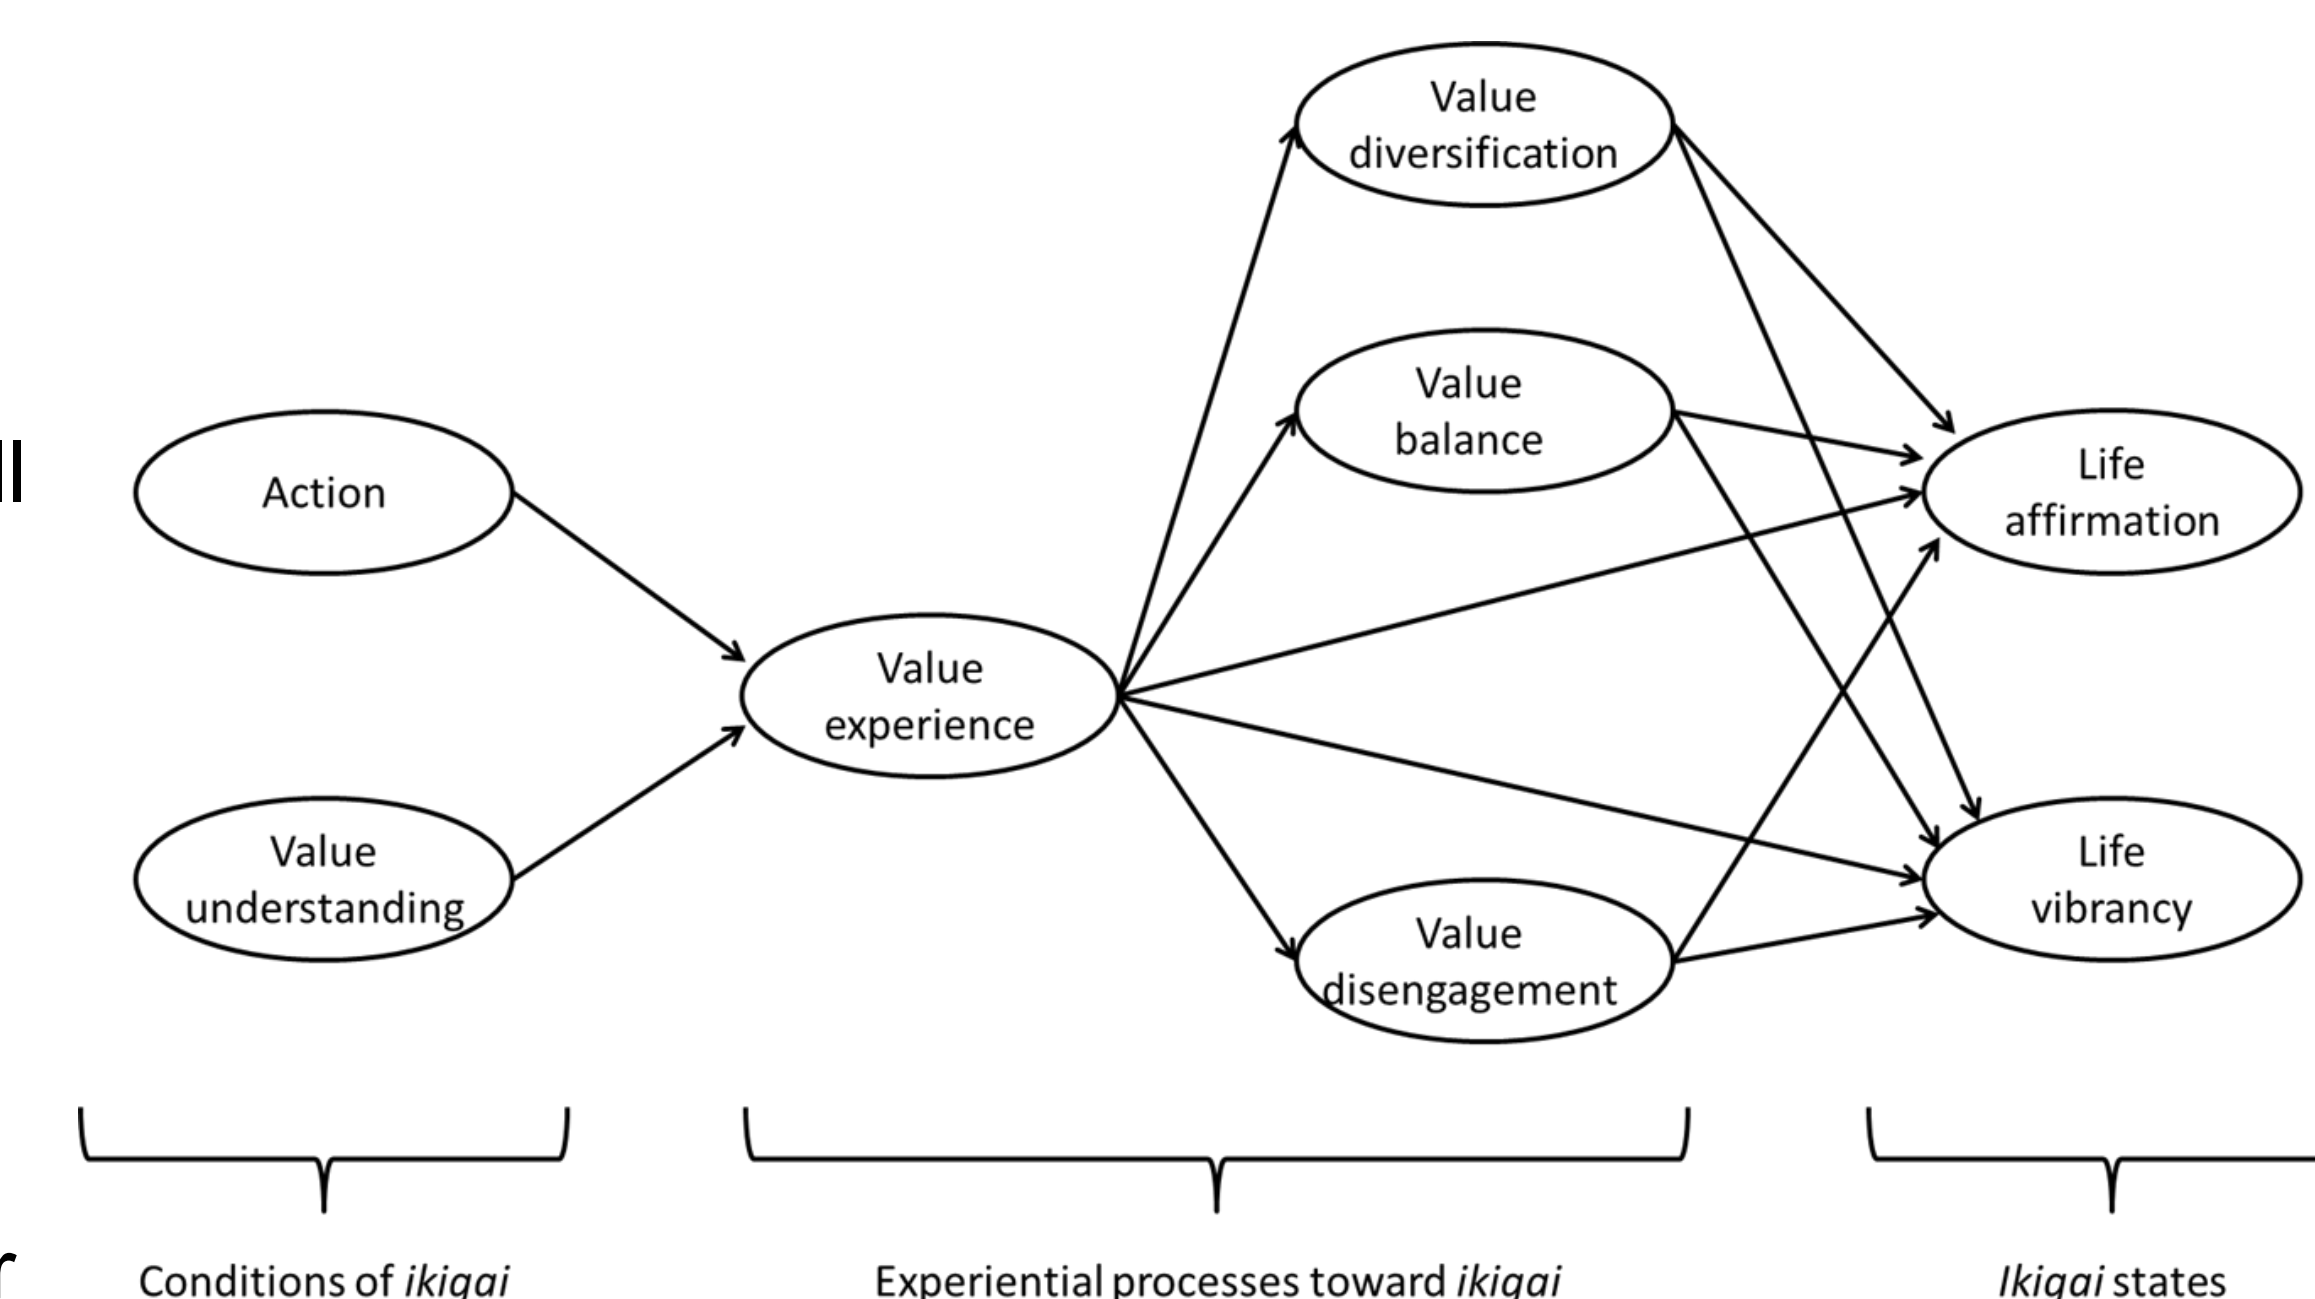 Value
diversification
Value
balance
Action
Life
affirmation
Value
experience
Value
understanding
Life
vibrancy
Value
disengagement
Conditions of ikigai
Experiential processes toward ikigai
Ikigai states